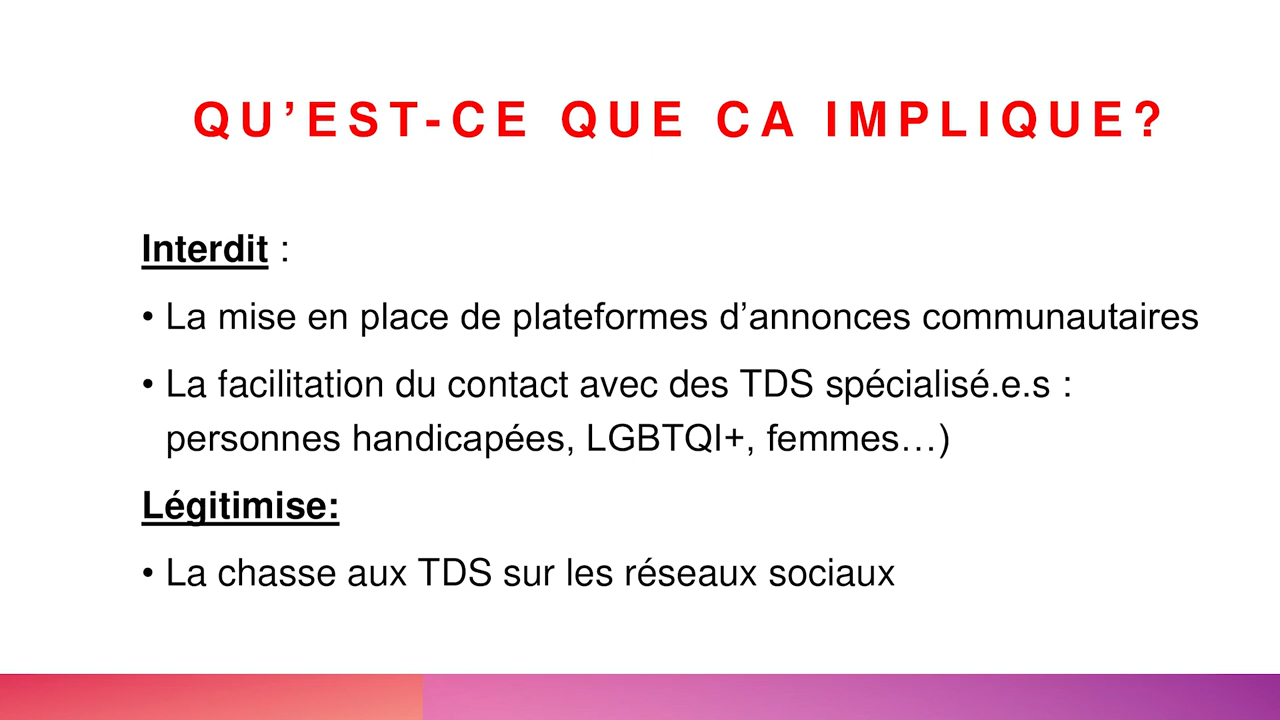 QU’EST-CE QUE CA IMPLIQUE?
Interdit :
• La mise en place de plateformes d’annonces communautaires
• La facilitation du contact avec des TDS spécialisé.e.s :
personnes handicapées, LGBTQI+, femmes…)
Légitimise:
• La chasse aux TDS sur les réseaux sociaux